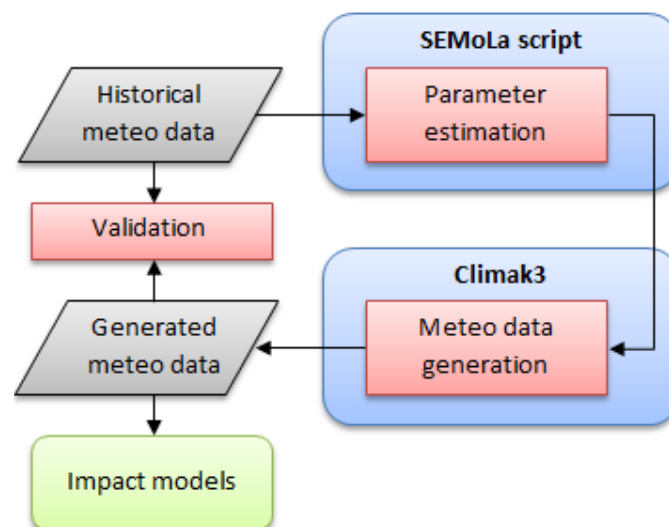 SEMoLa script
Historical
meteo data
Parameter
estimation
Validation
Climak3
Generated
meteo data
Meteo data
generation
Impact models